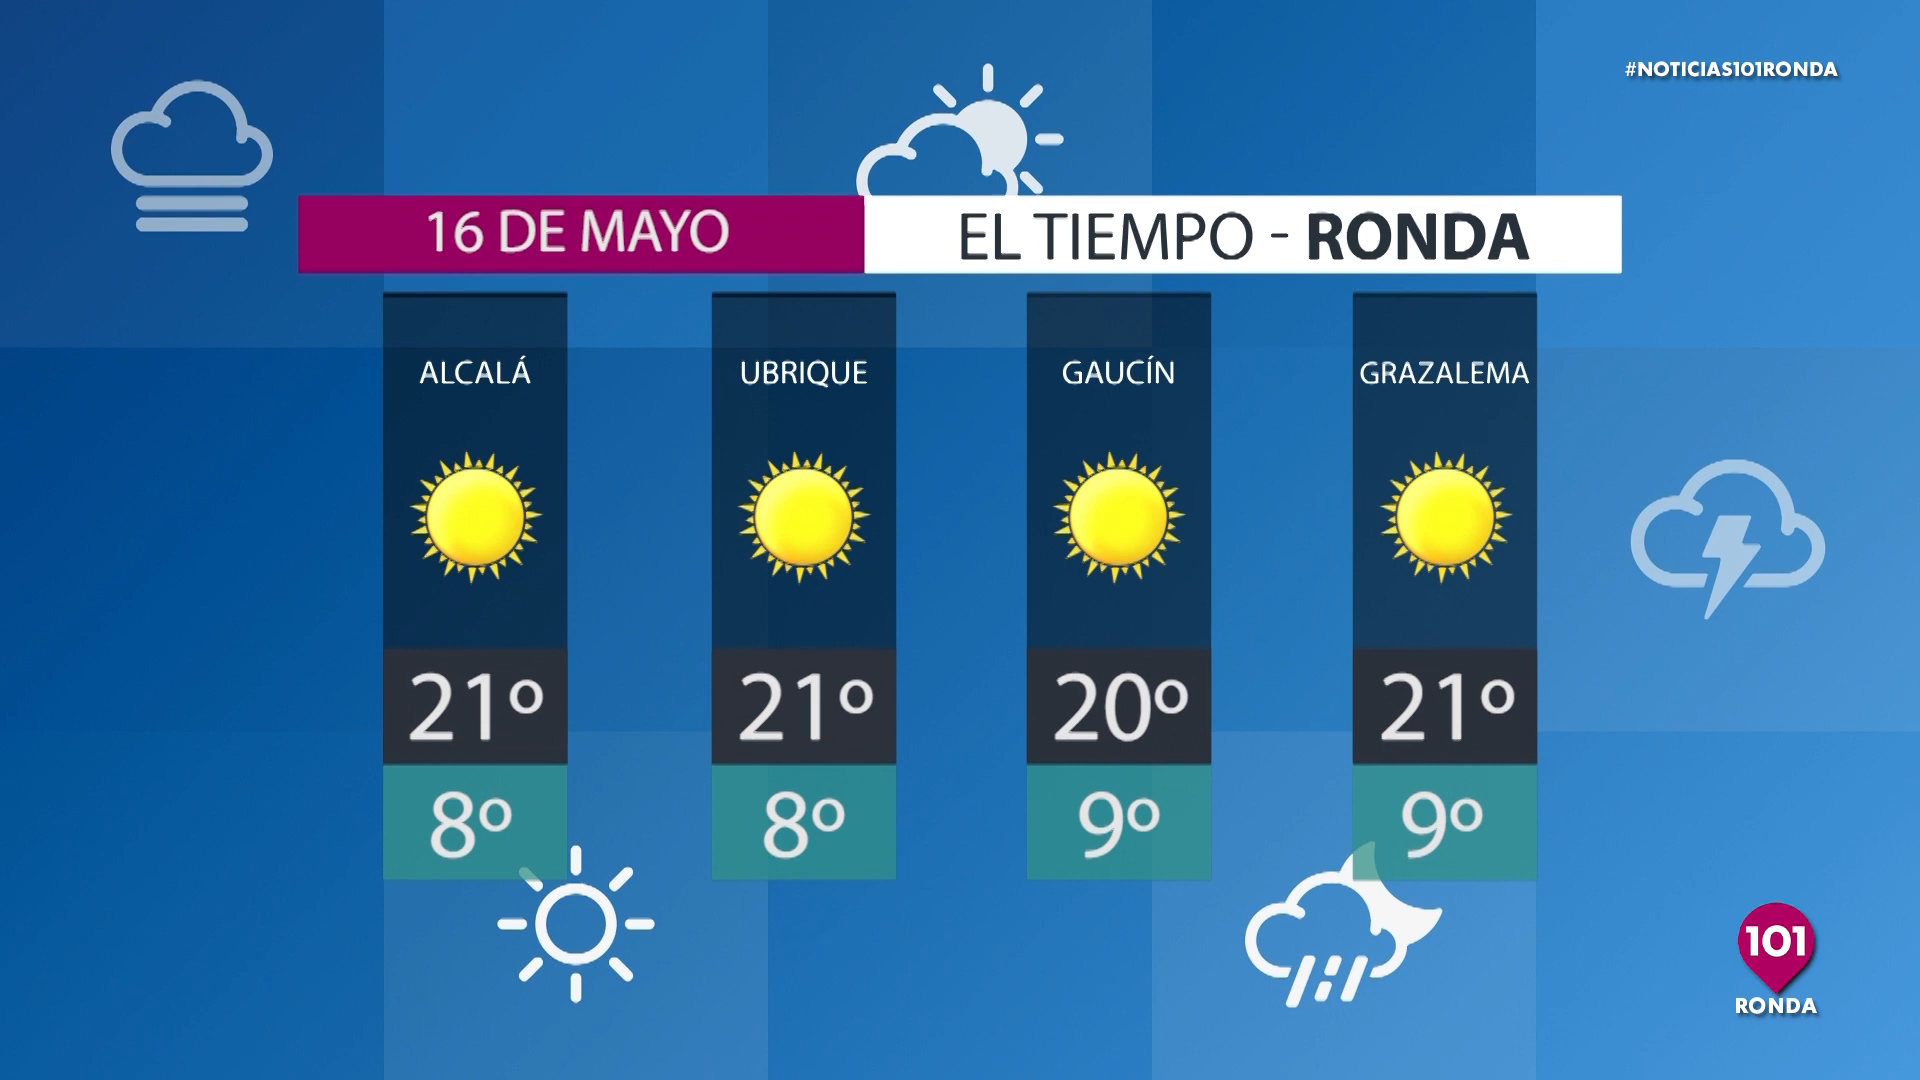 #NOTICIAS101RONDA
16 DE MAYO
EL TIEMPO - RONDA
ALCALÁ
UBRIQUE
GAUCÍN
GRAZALEMA
21º
21º
20º
21º
8º
8º
9º
9º
101
RONDA